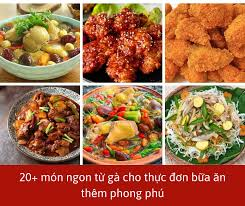 20+ món ngon từ gà cho thực đơn bữa ăn
thêm phong phú